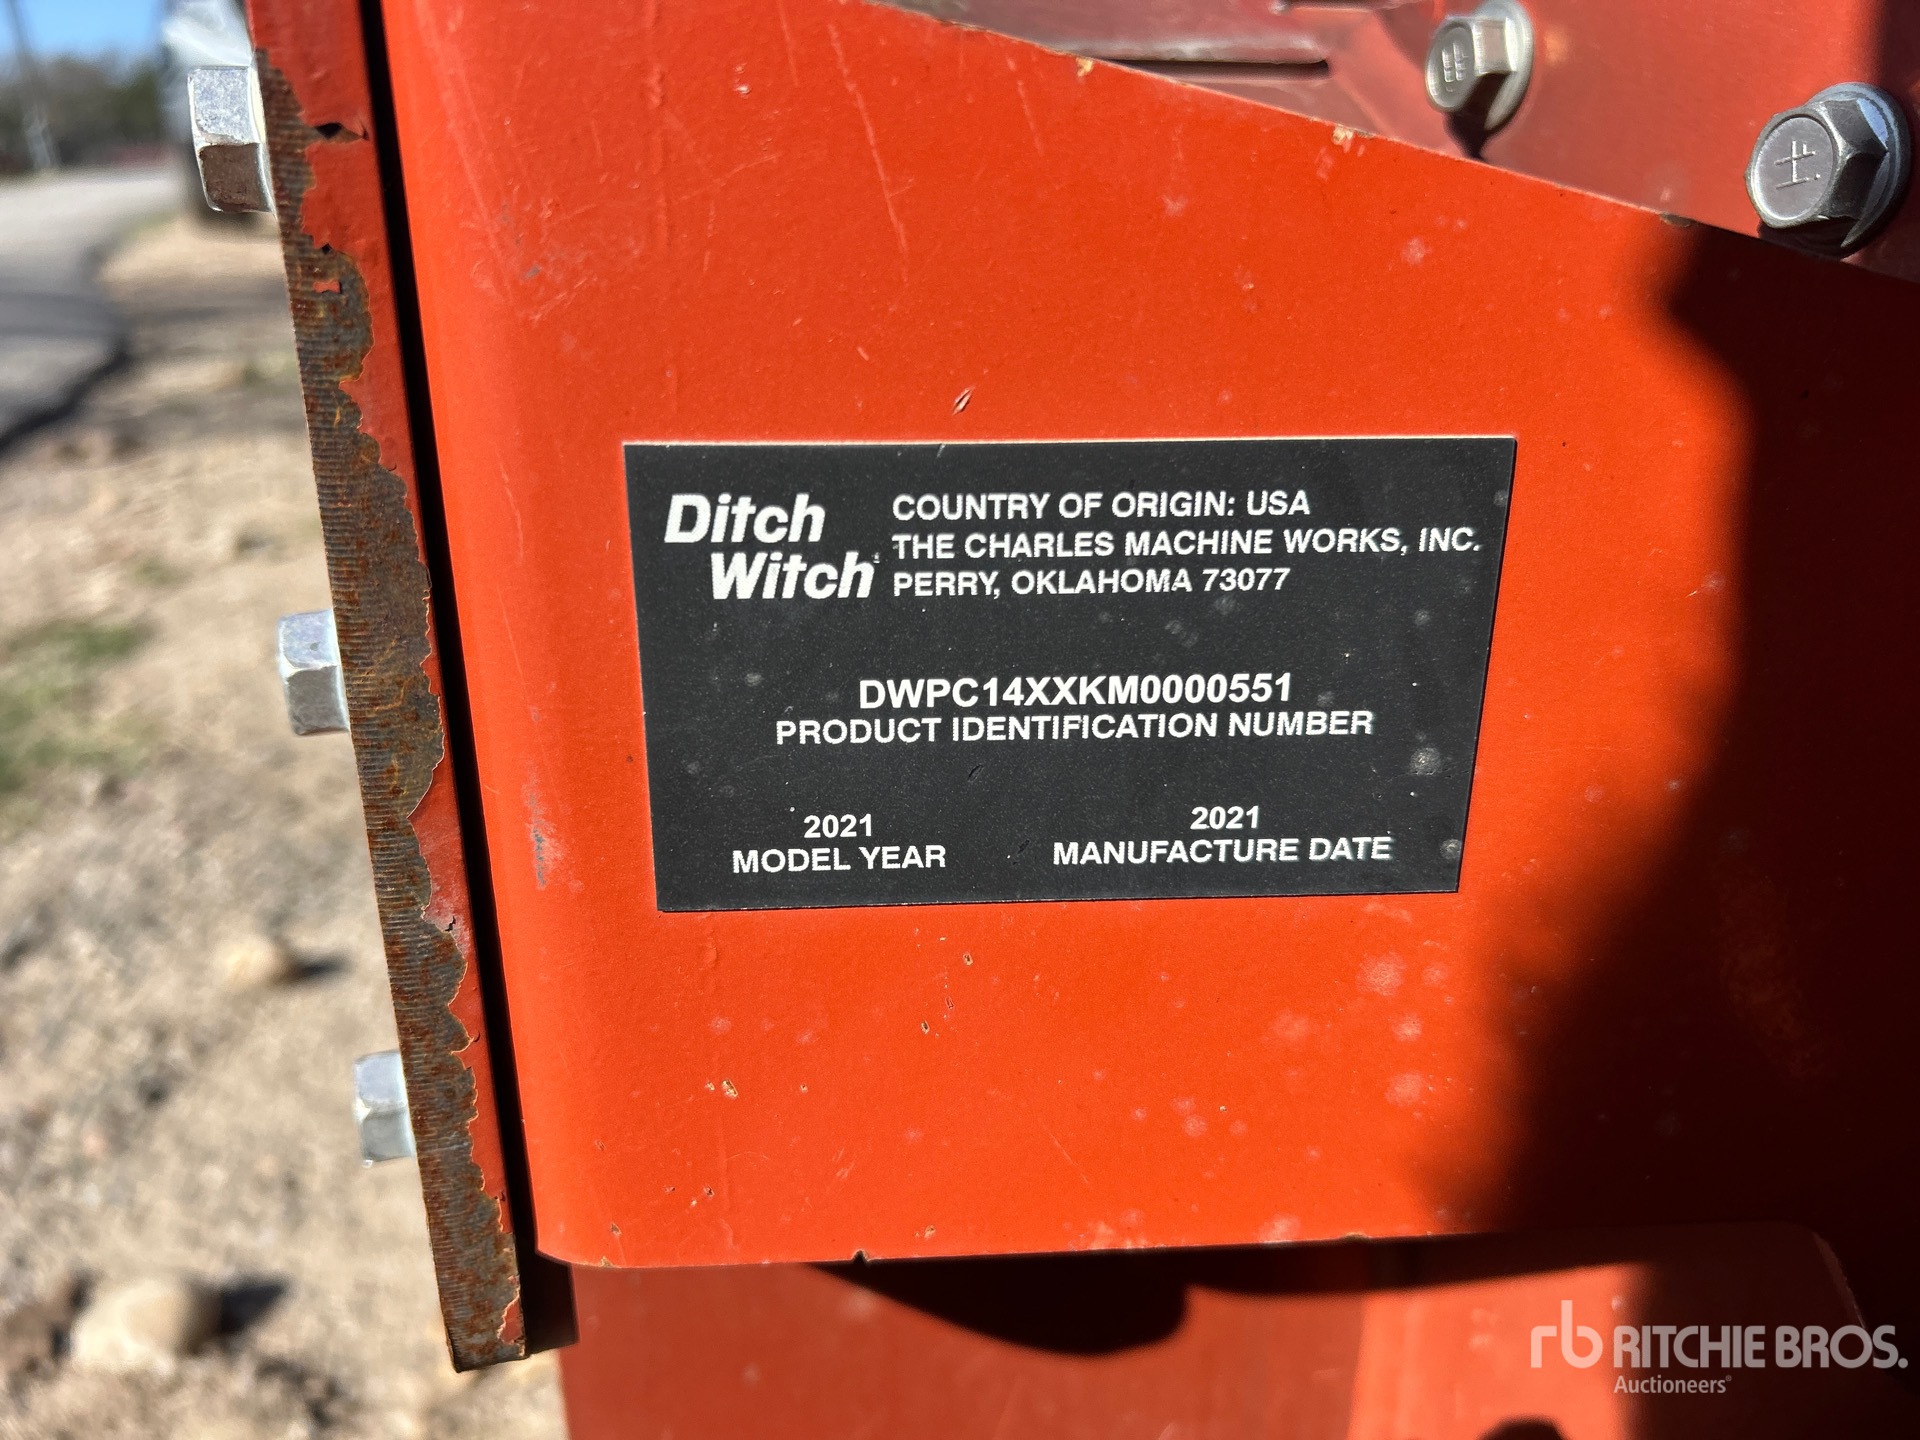 Ditch
Witch
COUNTRY OF ORIGIN: USA
THE CHARLES MACHINE WORKS, INC.
PERRY, OKLAHOMA 73077
DWPC14XXKM0000551
PRODUCT IDENTIFICATION NUMBER
2021
MODEL YEAR
2021
MANUFACTURE DATE
rb RITCHIE BROS.
Auctioneers®